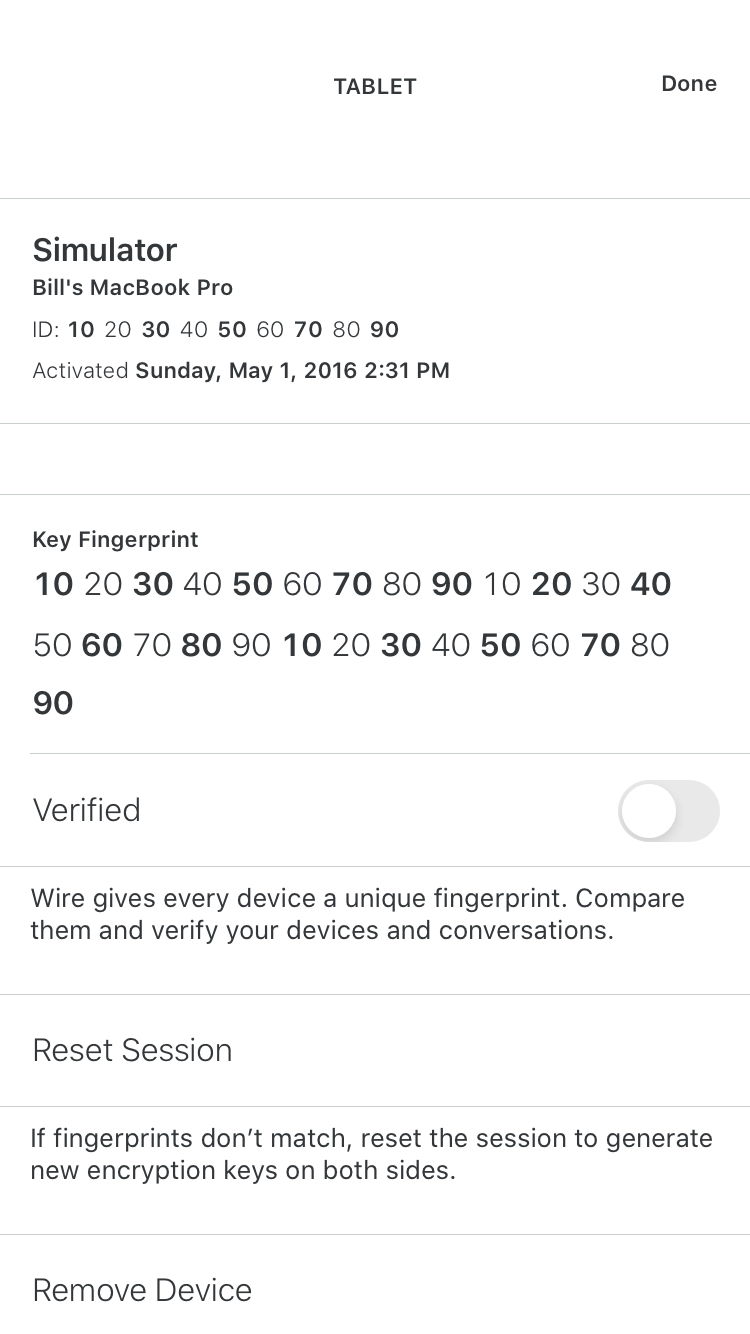 TABLET
Done
Simulator
Bill's MacBook Pro
ID: 10 20 30 40 50 60 70 80 90
Activated Sunday, May 1, 2016 2:31 PM
Key Fingerprint
10 20 30 40 50 60 70 80 90 10 20 30 40
50 60 70 80 90 10 20 30 40 50 60 70 80
90
Verified
Wire gives every device a unique fingerprint. Compare
them and verify your devices and conversations.
Reset Session
If fingerprints don’t match, reset the session to generate
new encryption keys on both sides.
Remove Device